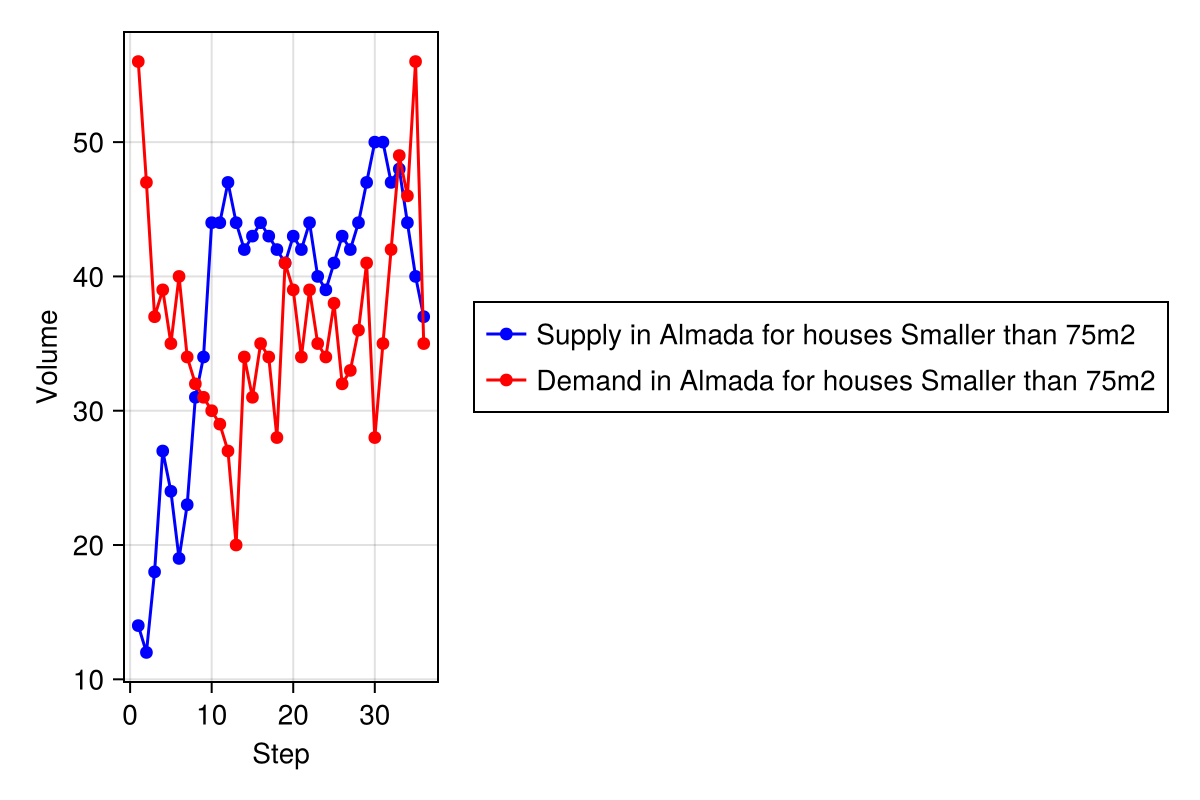 Volume
50
40
30
20
10
0 10 20 30
Step
Supply in Almada for houses Smaller than 75m2
Demand in Almada for houses Smaller than 75m2